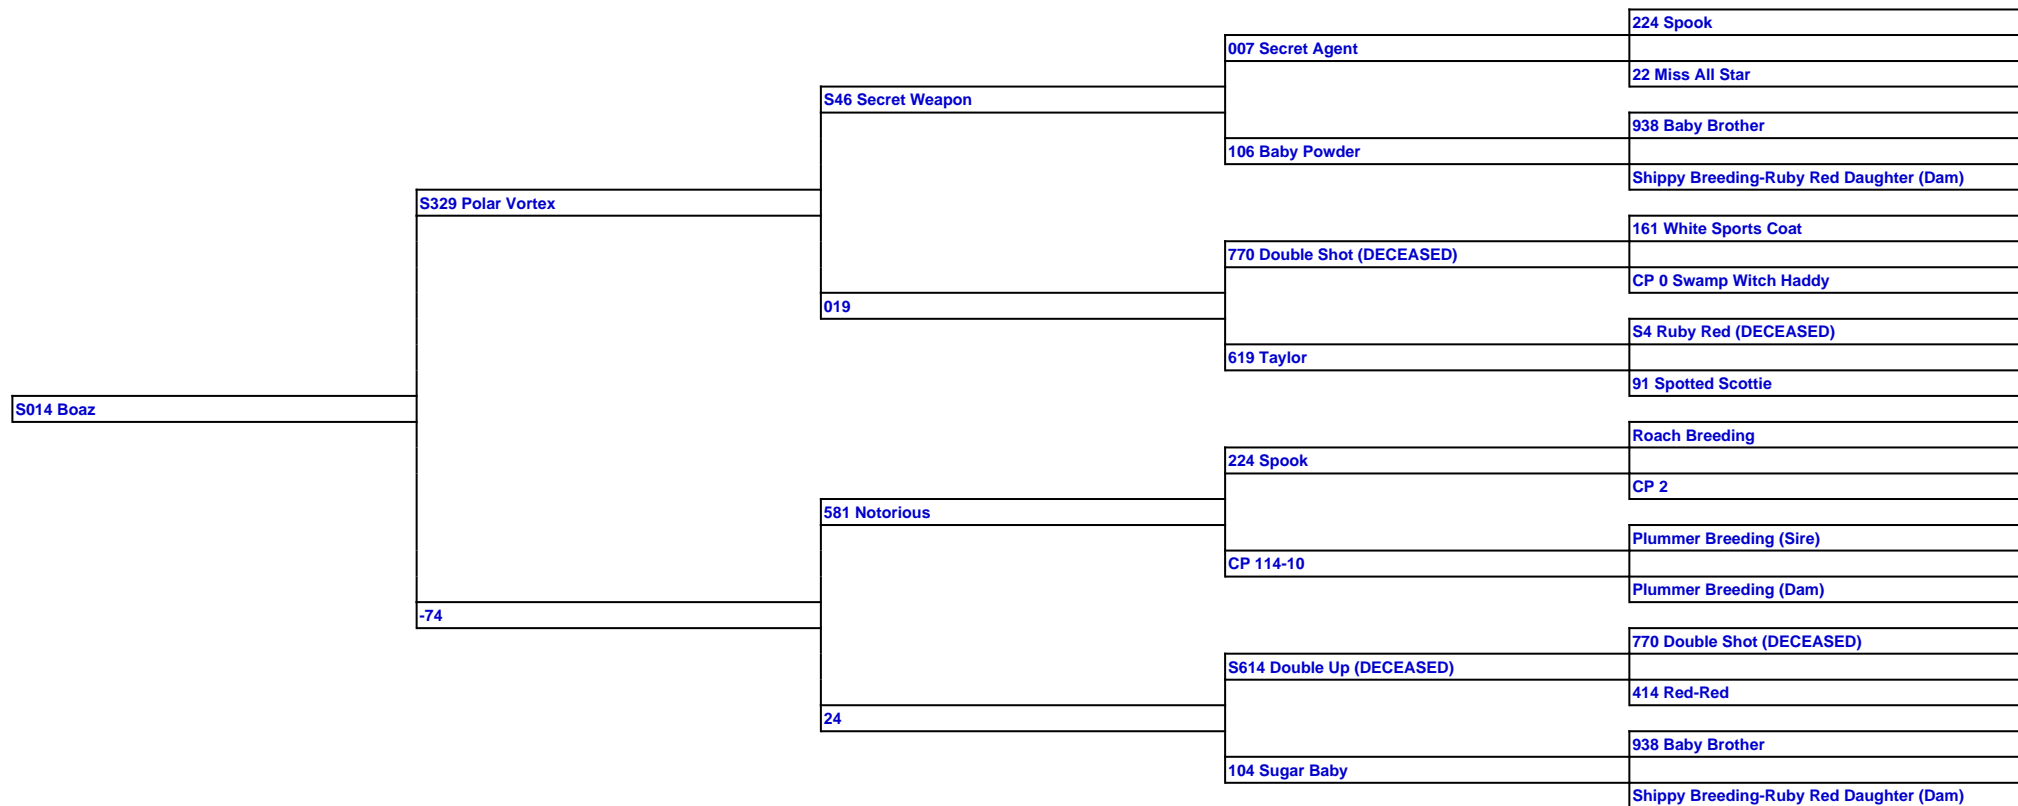 224 Spook
007 Secret Agent
22 Miss All Star
S46 Secret Weapon
938 Baby Brother
106 Baby Powder
Shippy Breeding-Ruby Red Daughter (Dam)
S329 Polar Vortex
161 White Sports Coat
770 Double Shot (DECEASED)
CP 0 Swamp Witch Haddy
019
S4 Ruby Red (DECEASED)
619 Taylor
91 Spotted Scottie
S014 Boaz
Roach Breeding
224 Spook
CP 2
581 Notorious
Plummer Breeding (Sire)
CP 114-10
Plummer Breeding (Dam)
-74
770 Double Shot (DECEASED)
S614 Double Up (DECEASED)
414 Red-Red
24
938 Baby Brother
104 Sugar Baby
Shippy Breeding-Ruby Red Daughter (Dam)